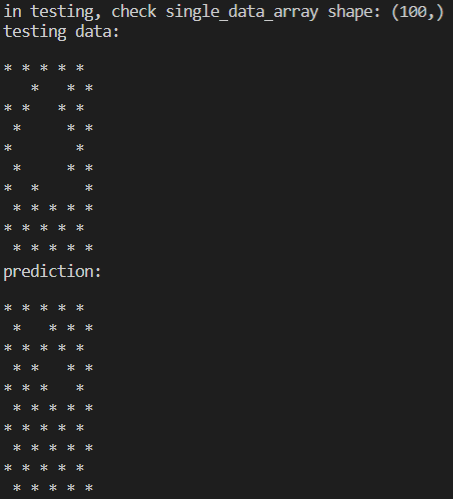 in testing, check single_data_array shape: (100,)
testing data:

* * * * *
   *   * *
* *   * *
 *     * *
*       *
 *     * *
*  *     *
 * * * * *
* * * * *
 * * * * *
prediction:

* * * * *
 *   * * *
* * * * *
 * *   * *
* * *   *
 * * * * *
* * * * *
 * * * * *
* * * * *
 * * * * *